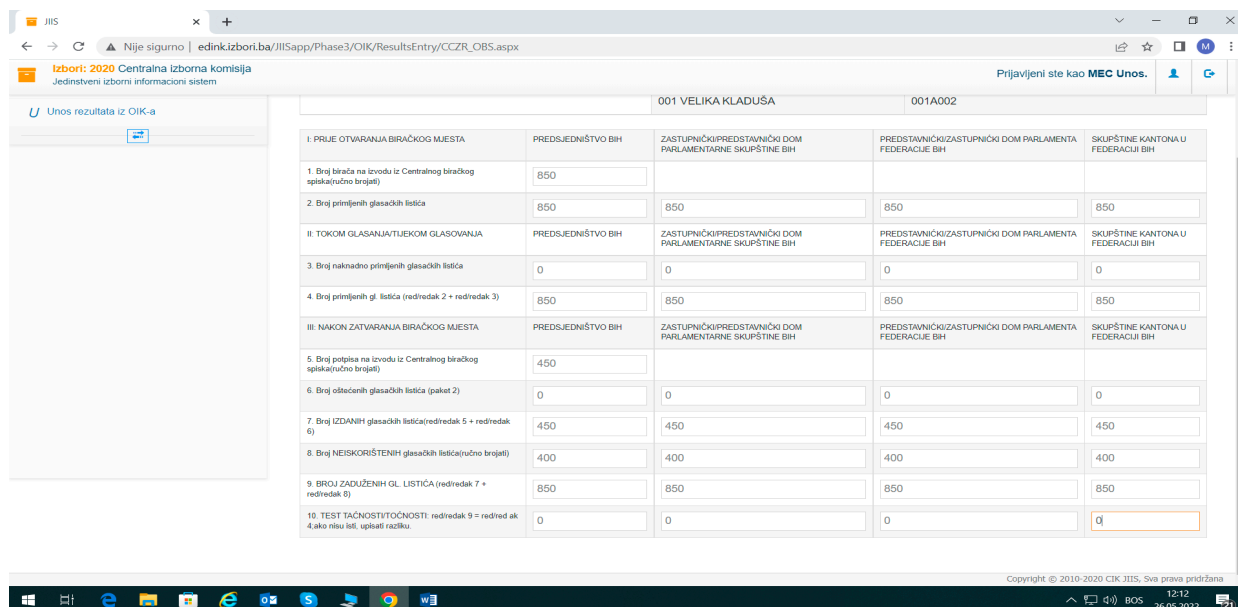 JIIS
Nije sigurno | edink.izbori.ba/JIISapp/Phase3/OIK/ResultsEntry/CCZR_OBS.aspx
M
Izbori: 2020 Centralna izborna komisija
Jedinstveni izborni informacioni sistem
Prijavljeni ste kao MEC Unos.
U Unos rezultata iz OIK-a
001 VELIKA KLADUŠA 001A002
I: PRIJE OTVARANJA BIRAČKOG MJESTA PREDSJEDNIŠTVO BIH ZASTUPNIČKI/PREDSTAVNIČKI DOM PREDSTAVNIČKI/ZASTUPNIČKI DOM PARLAMENTA SKUPŠTINE KANTONA U
PARLAMENTARNE SKUPŠTINE BIH FEDERACIJE BiH FEDERACIJI BIH
1. Broj birača na izvodu iz Centralnog biračkog
spiska(ručno brojati) 850
2. Broj primljenih glasačkih listića 850 850 850 850
II: TOKOM GLASANJA/TIJEKOM GLASOVANJA PREDSJEDNIŠTVO BIH ZASTUPNIČKI/PREDSTAVNIČKI DOM PREDSTAVNIČKI/ZASTUPNIČKI DOM PARLAMENTA SKUPŠTINE KANTONA U
PARLAMENTARNE SKUPŠTINE BIH FEDERACIJE BiH FEDERACIJI BIH
3. Broj naknadno primljenih glasačkih listića 0 0 0 0
4. Broj primljenih gl. listića (red/redak 2 + red/redak 3) 850 850 850 850
III: NAKON ZATVARANJA BIRAČKOG MJESTA PREDSJEDNIŠTVO BIH ZASTUPNIČKI/PREDSTAVNIČKI DOM PREDSTAVNIČKI/ZASTUPNIČKI DOM PARLAMENTA SKUPŠTINE KANTONA U
PARLAMENTARNE SKUPŠTINE BIH FEDERACIJE BIH FEDERACIJI BIH
5. Broj potpisa na izvodu iz Centralnog biračkog
spiska(ručno brojati) 450
6. Broj oštećenih glasačkih listića (paket 2) 0 0 0 0
7. Broj IZDANIH glasačkih listića(red/redak 5 + red/redak
6) 450 450 450 450
8. Broj NEISKORIŠTENIH glasačkih listića(ručno brojati) 400 400 400 400
9. BROJ ZADUŽENIH GL. LISTIĆA (red/redak 7 +
red/redak 8) 850 850 850 850
10. TEST TAČNOSTI/TOČNOSTI: red/redak 9 = red/red ak
4;ako nisu isti, upisati razliku. 0 0 0 0
Copyright © 2010-2020 CIK JIIS, Sva prava pridržana
BOS 12:12
26.05.2022 21